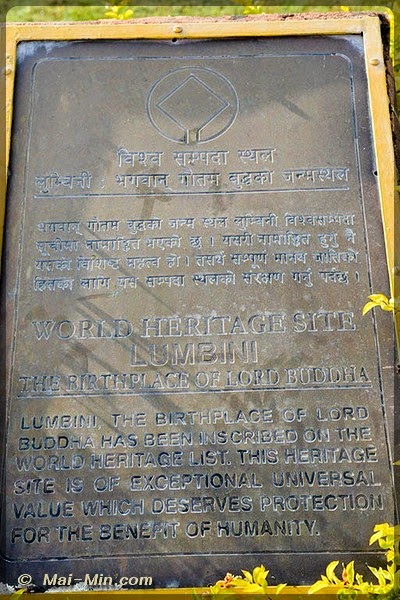 विश्व सम्पदा स्थल
लुम्बिनी : भगवान् गौतम बुद्धका जन्मस्थल
भगवान् गौतम बुद्धको जन्म स्थल लुम्बिनी विश्वसम्पदा
सूचीमा नामाङ्कित भएको छ । यसरी नामाङ्कित हुनु नै
यसको विशिष्ट महत्व हो । तसर्थ सम्पूर्ण मानव जातिको
हितको लागि यस सम्पदा स्थलको संरक्षण गर्नु पर्दछ ।
WORLD HERITAGE SITE
LUMBINI
THE BIRTHPLACE OF LORD BUDDHA
LUMBINI, THE BIRTHPLACE OF LORD
BUDDHA HAS BEEN INSCRIBED ON THE
WORLD HERITAGE LIST. THIS HERITAGE
SITE IS OF EXCEPTIONAL UNIVERSAL
VALUE WHICH DESERVES PROTECTION
FOR THE BENEFIT OF HUMANITY.
© Mai-Min.com